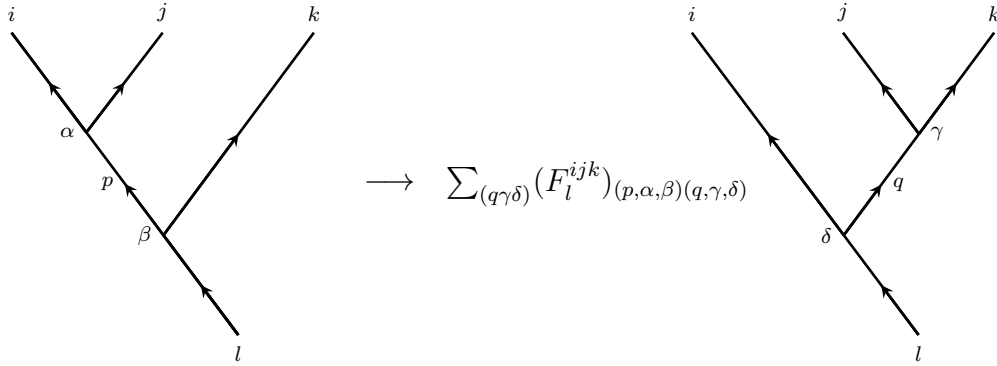 i j k i j k
α γ
p q
⟶ ∑_{(qγδ)}(F_l^{ijk})_{(p,α,β)(q,γ,δ)}
β δ
l l